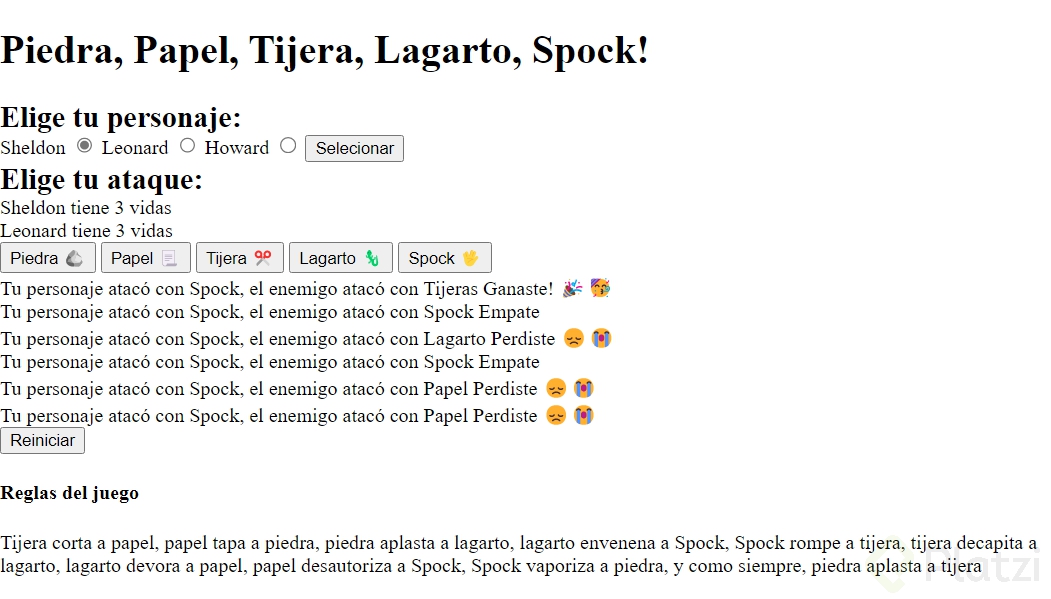 Piedra, Papel, Tijera, Lagarto, Spock!
Elige tu personaje:
Sheldon Leonard Howard Selecionar
Elige tu ataque:
Sheldon tiene 3 vidas
Leonard tiene 3 vidas
Piedra Papel Tijera Lagarto Spock
Tu personaje atacó con Spock, el enemigo atacó con Tijeras Ganaste! 🎉 🥳
Tu personaje atacó con Spock, el enemigo atacó con Spock Empate
Tu personaje atacó con Spock, el enemigo atacó con Lagarto Perdiste 😞 😭
Tu personaje atacó con Spock, el enemigo atacó con Spock Empate
Tu personaje atacó con Spock, el enemigo atacó con Papel Perdiste 😞 😭
Tu personaje atacó con Spock, el enemigo atacó con Papel Perdiste 😞 😭
Reiniciar
Reglas del juego
Tijera corta a papel, papel tapa a piedra, piedra aplasta a lagarto, lagarto envenena a Spock, Spock rompe a tijera, tijera decapita a
lagarto, lagarto devora a papel, papel desautoriza a Spock, Spock vaporiza a piedra, y como siempre, piedra aplasta a tijera
Platzi